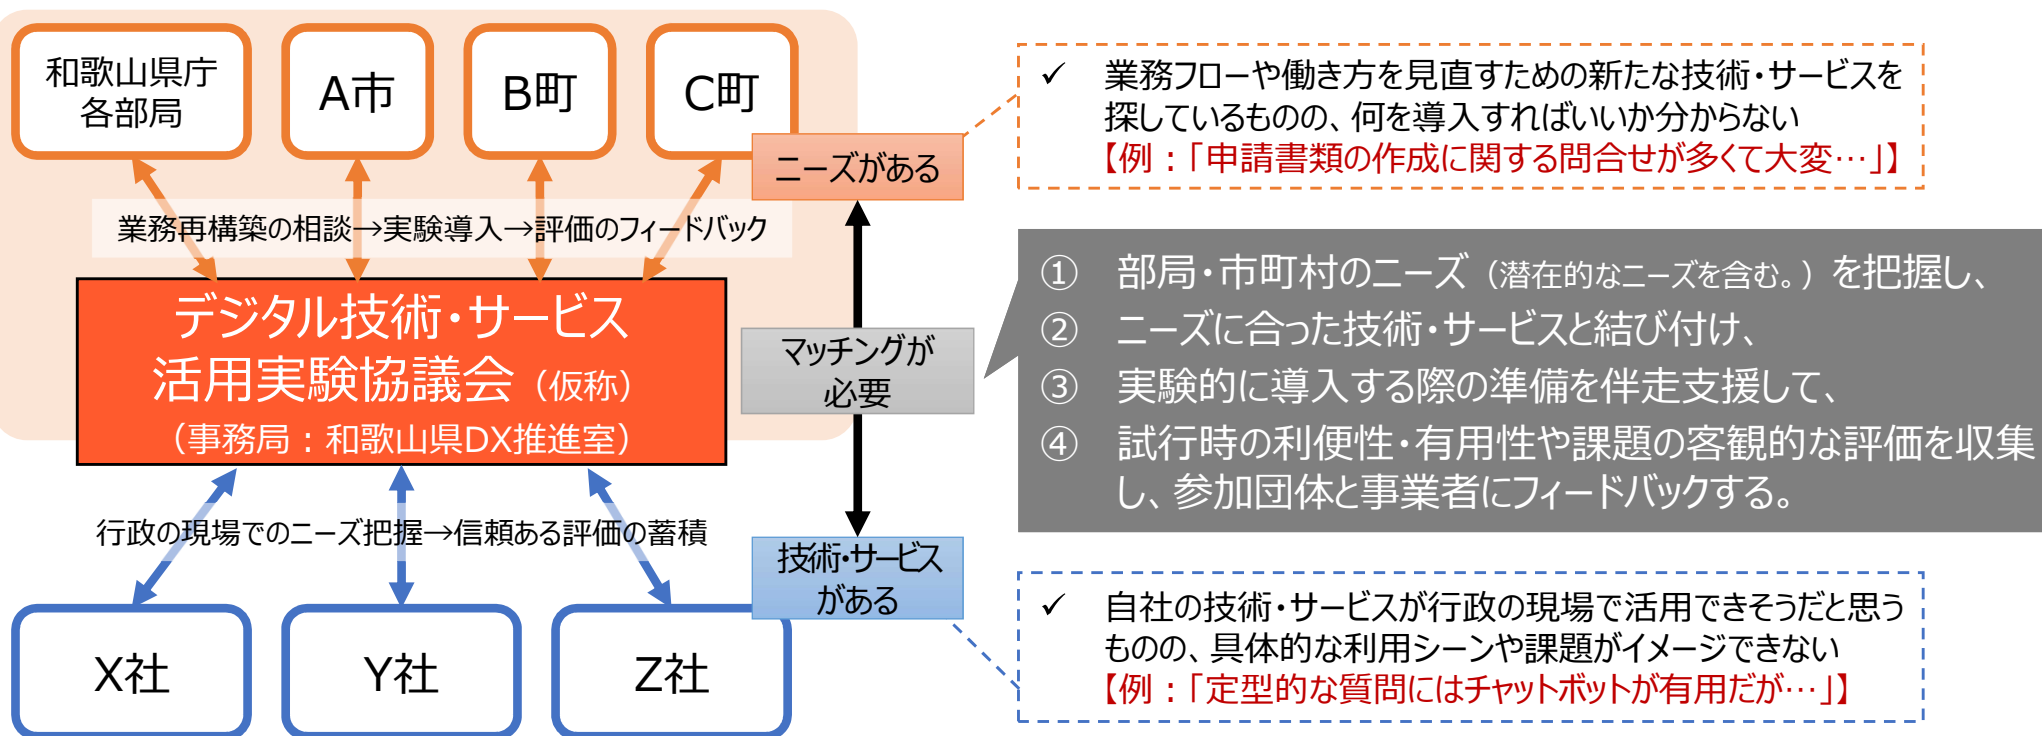 和歌山県庁
各部局
A市
B町
C町
ニーズがある
業務再構築の相談→実験導入→評価のフィードバック
デジタル技術・サービス
活用実験協議会（仮称）
（事務局：和歌山県DX推進室）
マッチングが
必要
行政の現場でのニーズ把握→信頼ある評価の蓄積
技術・サービス
がある
X社
Y社
Z社
✓ 業務フローや働き方を見直すための新たな技術・サービスを
探しているものの、何を導入すればいいか分からない
【例：「申請書類の作成に関する問合せが多くて大変…」】
① 部局・市町村のニーズ（潜在的なニーズを含む。）を把握し、
② ニーズに合った技術・サービスと結び付け、
③ 実験的に導入する際の準備を伴走支援して、
④ 試行時の利便性・有用性や課題の客観的な評価を収集
し、参加団体と事業者にフィードバックする。
✓ 自社の技術・サービスが行政の現場で活用できそうだと思う
ものの、具体的な利用シーンや課題がイメージできない
【例：「定型的な質問にはチャットボットが有用だが…」】